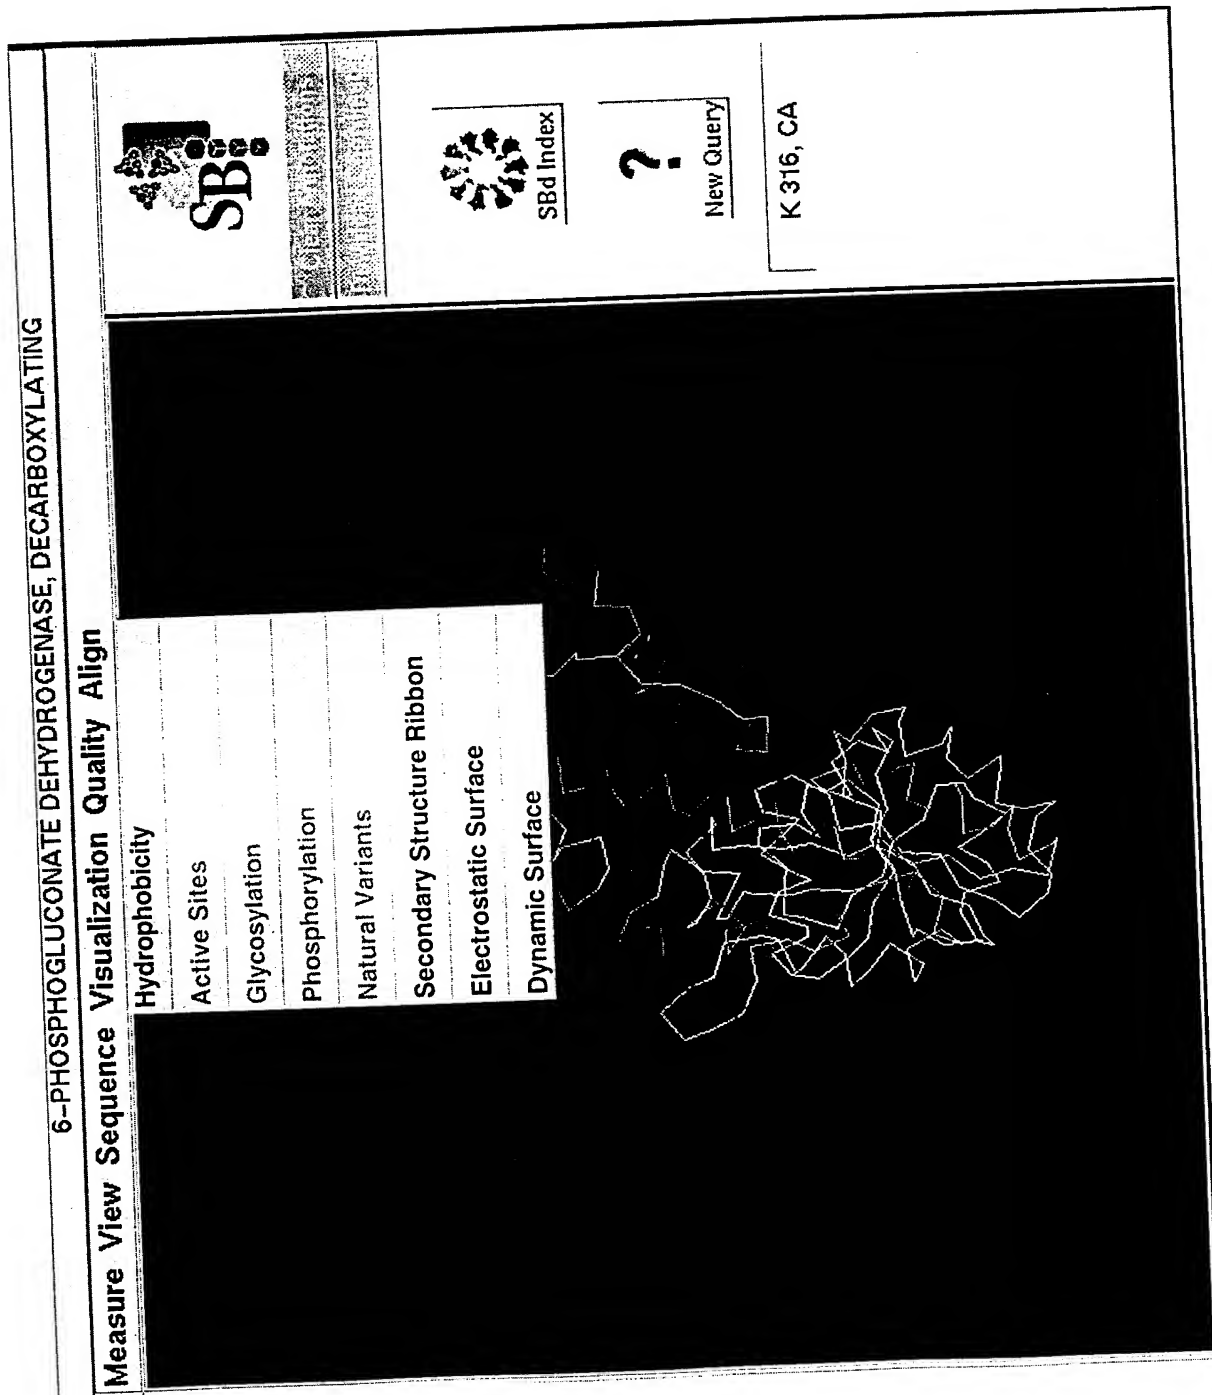 6-PHOSPHOGLUCONATE DEHYDROGENASE, DECARBOXYLATING
Measure View Sequence Visualization Quality Align
Hydrophobicity
Active Sites
Glycosylation
Phosphorylation
Natural Variants
Secondary Structure Ribbon
Electrostatic Surface
Dynamic Surface
SB
SBd Index
?
New Query
K 316, CA